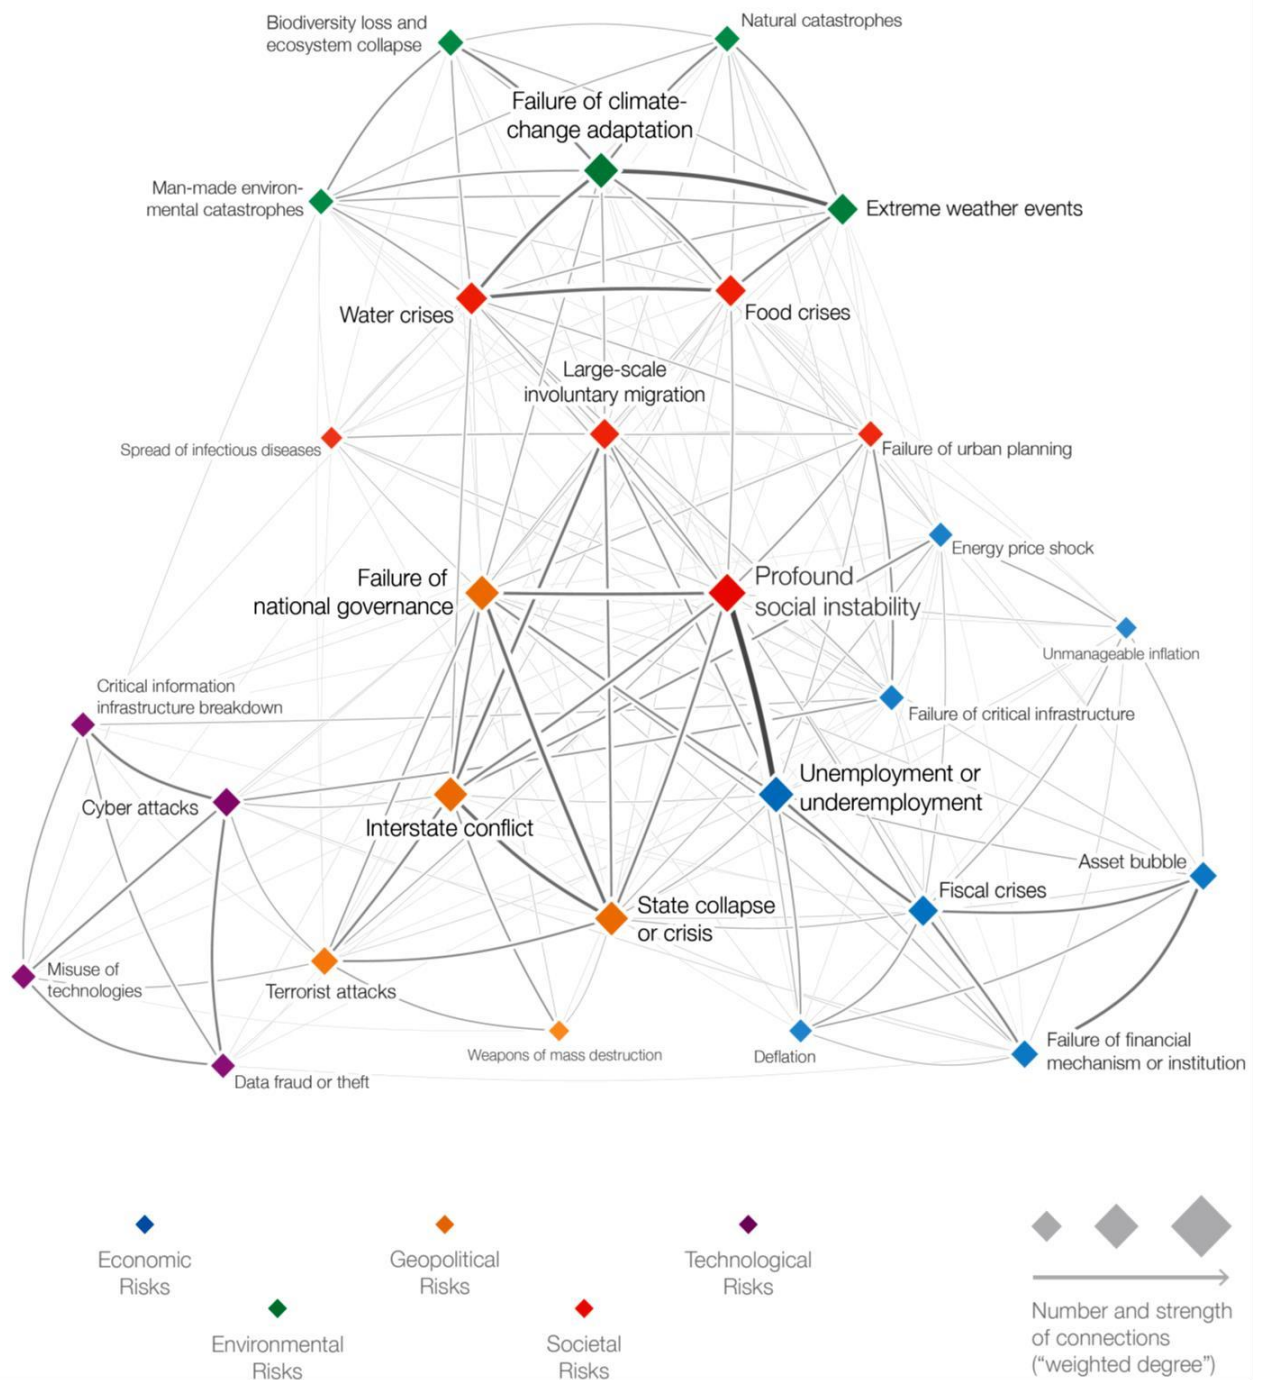 Biodiversity loss and
ecosystem collapse
Natural catastrophes
Failure of climate-
change adaptation
Man-made environ-
mental catastrophes
Extreme weather events
Water crises
Food crises
Large-scale
involuntary migration
Spread of infectious diseases
Failure of urban planning
Energy price shock
Failure of
national governance
Profound
social instability
Unmanageable inflation
Critical information
infrastructure breakdown
Failure of critical infrastructure
Cyber attacks
Interstate conflict
Unemployment or
underemployment
Asset bubble
Fiscal crises
State collapse
or crisis
Misuse of
technologies
Terrorist attacks
Weapons of mass destruction
Deflation
Failure of financial
mechanism or institution
Data fraud or theft
Economic
Risks
Geopolitical
Risks
Technological
Risks
Environmental
Risks
Societal
Risks
Number and strength
of connections
(“weighted degree”)